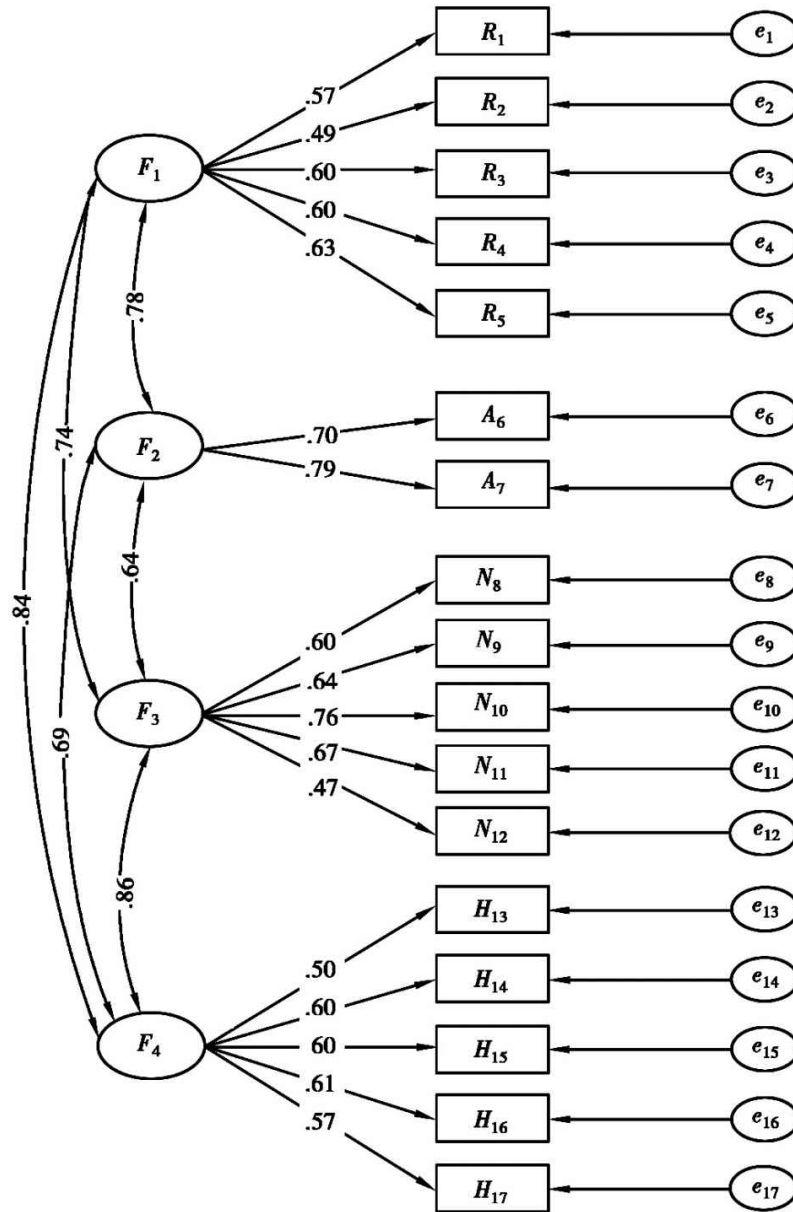 R₁ e₁
.57
R₂ e₂
.49
F₁ .60 R₃ e₃
.60
R₄ e₄
.63
.78 R₅ e₅
F₂ .70 A₆ e₆
.74 .79 A₇ e₇
.64 N₈ e₈
.84 .60
.64 N₉ e₉
F₃ .76 N₁₀ e₁₀
.69 .67 N₁₁ e₁₁
.47 N₁₂ e₁₂
.86 H₁₃ e₁₃
.50
.60 H₁₄ e₁₄
F₄ 60 H₁₅ e₁₅
.61 H₁₆ e₁₆
.57
H₁₇ e₁₇